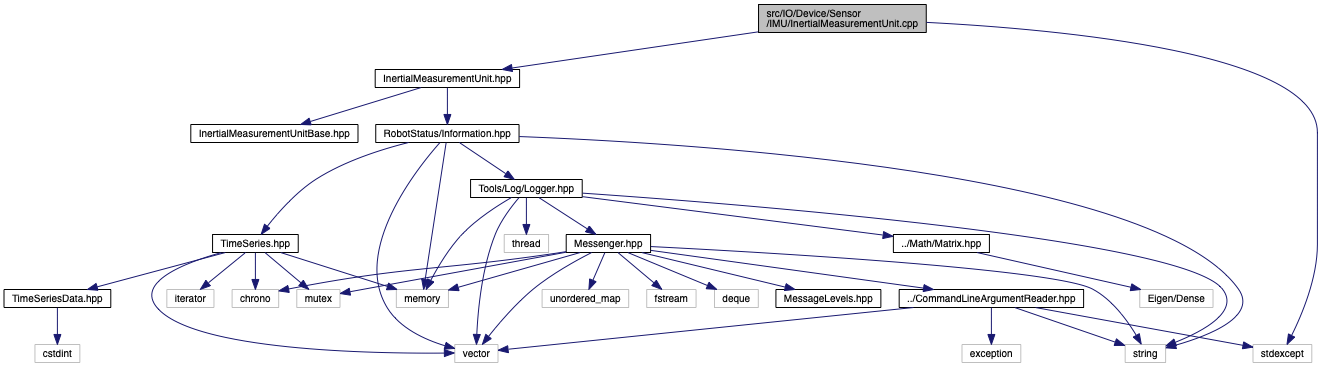 src/IO/Device/Sensor
/IMU/InertialMeasurementUnit.cpp
InertialMeasurementUnit.hpp
InertialMeasurementUnitBase.hpp
RobotStatus/Information.hpp
Tools/Log/Logger.hpp
TimeSeries.hpp
thread
Messenger.hpp
../Math/Matrix.hpp
TimeSeriesData.hpp
iterator
chrono
mutex
memory
unordered_map
fstream
deque
MessageLevels.hpp
../CommandLineArgumentReader.hpp
Eigen/Dense
cstdint
vector
exception
string
stdexcept